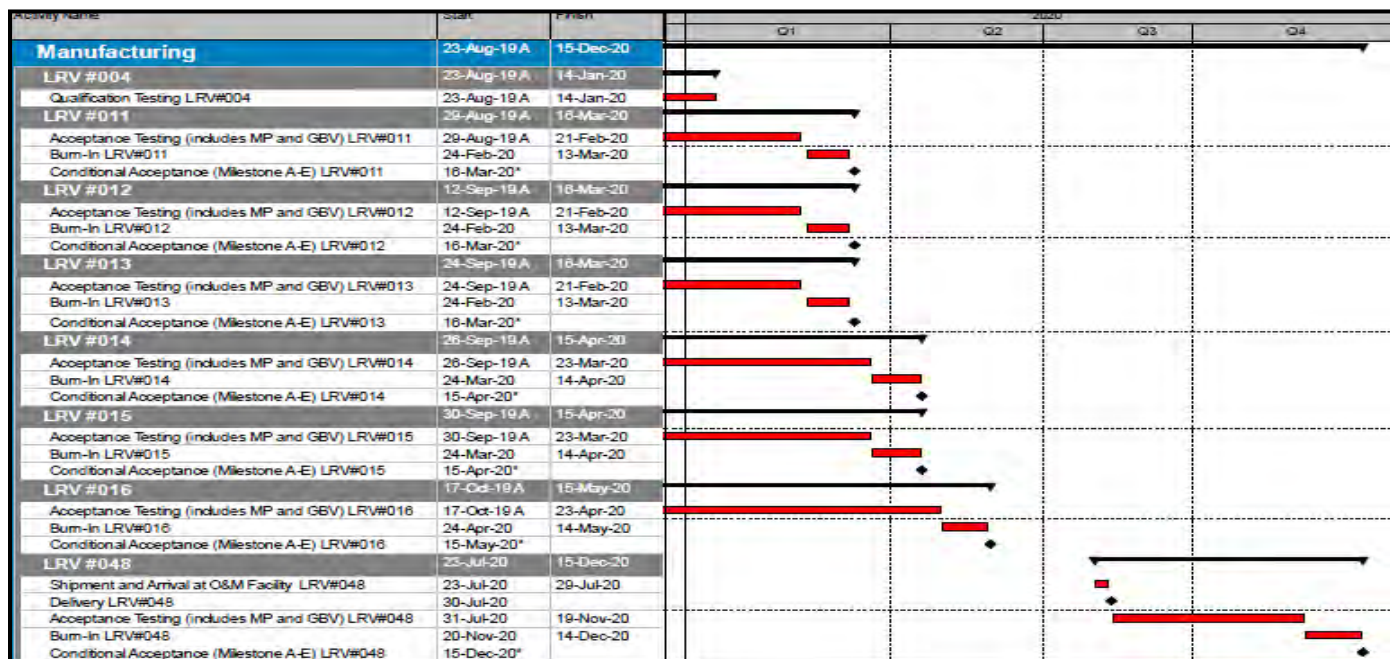 Activity Name Start Finish 2020
Q1 Q2 Q3 Q4
Manufacturing 23-Aug-19 A 15-Dec-20
LRV #004 23-Aug-19 A 14-Jan-20
Qualification Testing LRV#004 23-Aug-19 A 14-Jan-20
LRV #011 29-Aug-19 A 16-Mar-20
Acceptance Testing (includes MP and GBV) LRV#011 29-Aug-19 A 21-Feb-20
Burn-In LRV#011 24-Feb-20 13-Mar-20
Conditional Acceptance (Milestone A-E) LRV#011 16-Mar-20*
LRV #012 12-Sep-19 A 16-Mar-20
Acceptance Testing (includes MP and GBV) LRV#012 12-Sep-19 A 21-Feb-20
Burn-In LRV#012 24-Feb-20 13-Mar-20
Conditional Acceptance (Milestone A-E) LRV#012 16-Mar-20*
LRV #013 24-Sep-19 A 16-Mar-20
Acceptance Testing (includes MP and GBV) LRV#013 24-Sep-19 A 21-Feb-20
Burn-In LRV#013 24-Feb-20 13-Mar-20
Conditional Acceptance (Milestone A-E) LRV#013 16-Mar-20*
LRV #014 26-Sep-19 A 15-Apr-20
Acceptance Testing (includes MP and GBV) LRV#014 26-Sep-19 A 23-Mar-20
Burn-In LRV#014 24-Mar-20 14-Apr-20
Conditional Acceptance (Milestone A-E) LRV#014 15-Apr-20*
LRV #015 30-Sep-19 A 15-Apr-20
Acceptance Testing (includes MP and GBV) LRV#015 30-Sep-19 A 23-Mar-20
Burn-In LRV#015 24-Mar-20 14-Apr-20
Conditional Acceptance (Milestone A-E) LRV#015 15-Apr-20*
LRV #016 17-Oct-19 A 15-May-20
Acceptance Testing (includes MP and GBV) LRV#016 17-Oct-19 A 23-Apr-20
Burn-In LRV#016 24-Apr-20 14-May-20
Conditional Acceptance (Milestone A-E) LRV#016 15-May-20*
LRV #048 23-Jul-20 15-Dec-20
Shipment and Arrival at O&M Facility LRV#048 23-Jul-20 29-Jul-20
Delivery LRV#048 30-Jul-20
Acceptance Testing (includes MP and GBV) LRV#048 31-Jul-20 19-Nov-20
Burn-In LRV#048 20-Nov-20 14-Dec-20
Conditional Acceptance (Milestone A-E) LRV#048 15-Dec-20*